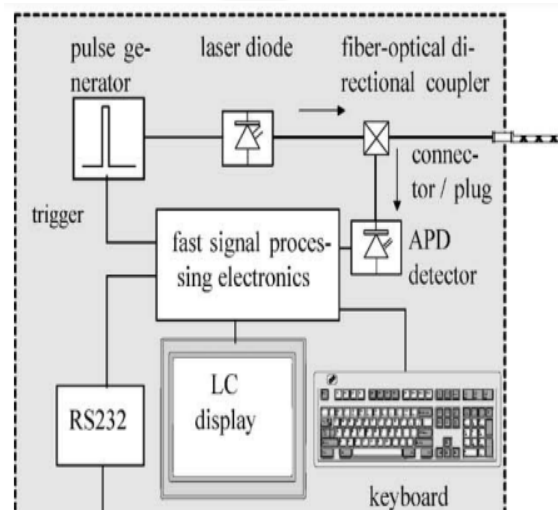 pulse ge-
nerator
laser diode
fiber-optical di-
rectional coupler
connec-
tor / plug
trigger
fast signal proces-
sing electronics
APD
detector
LC
display
RS232
keyboard